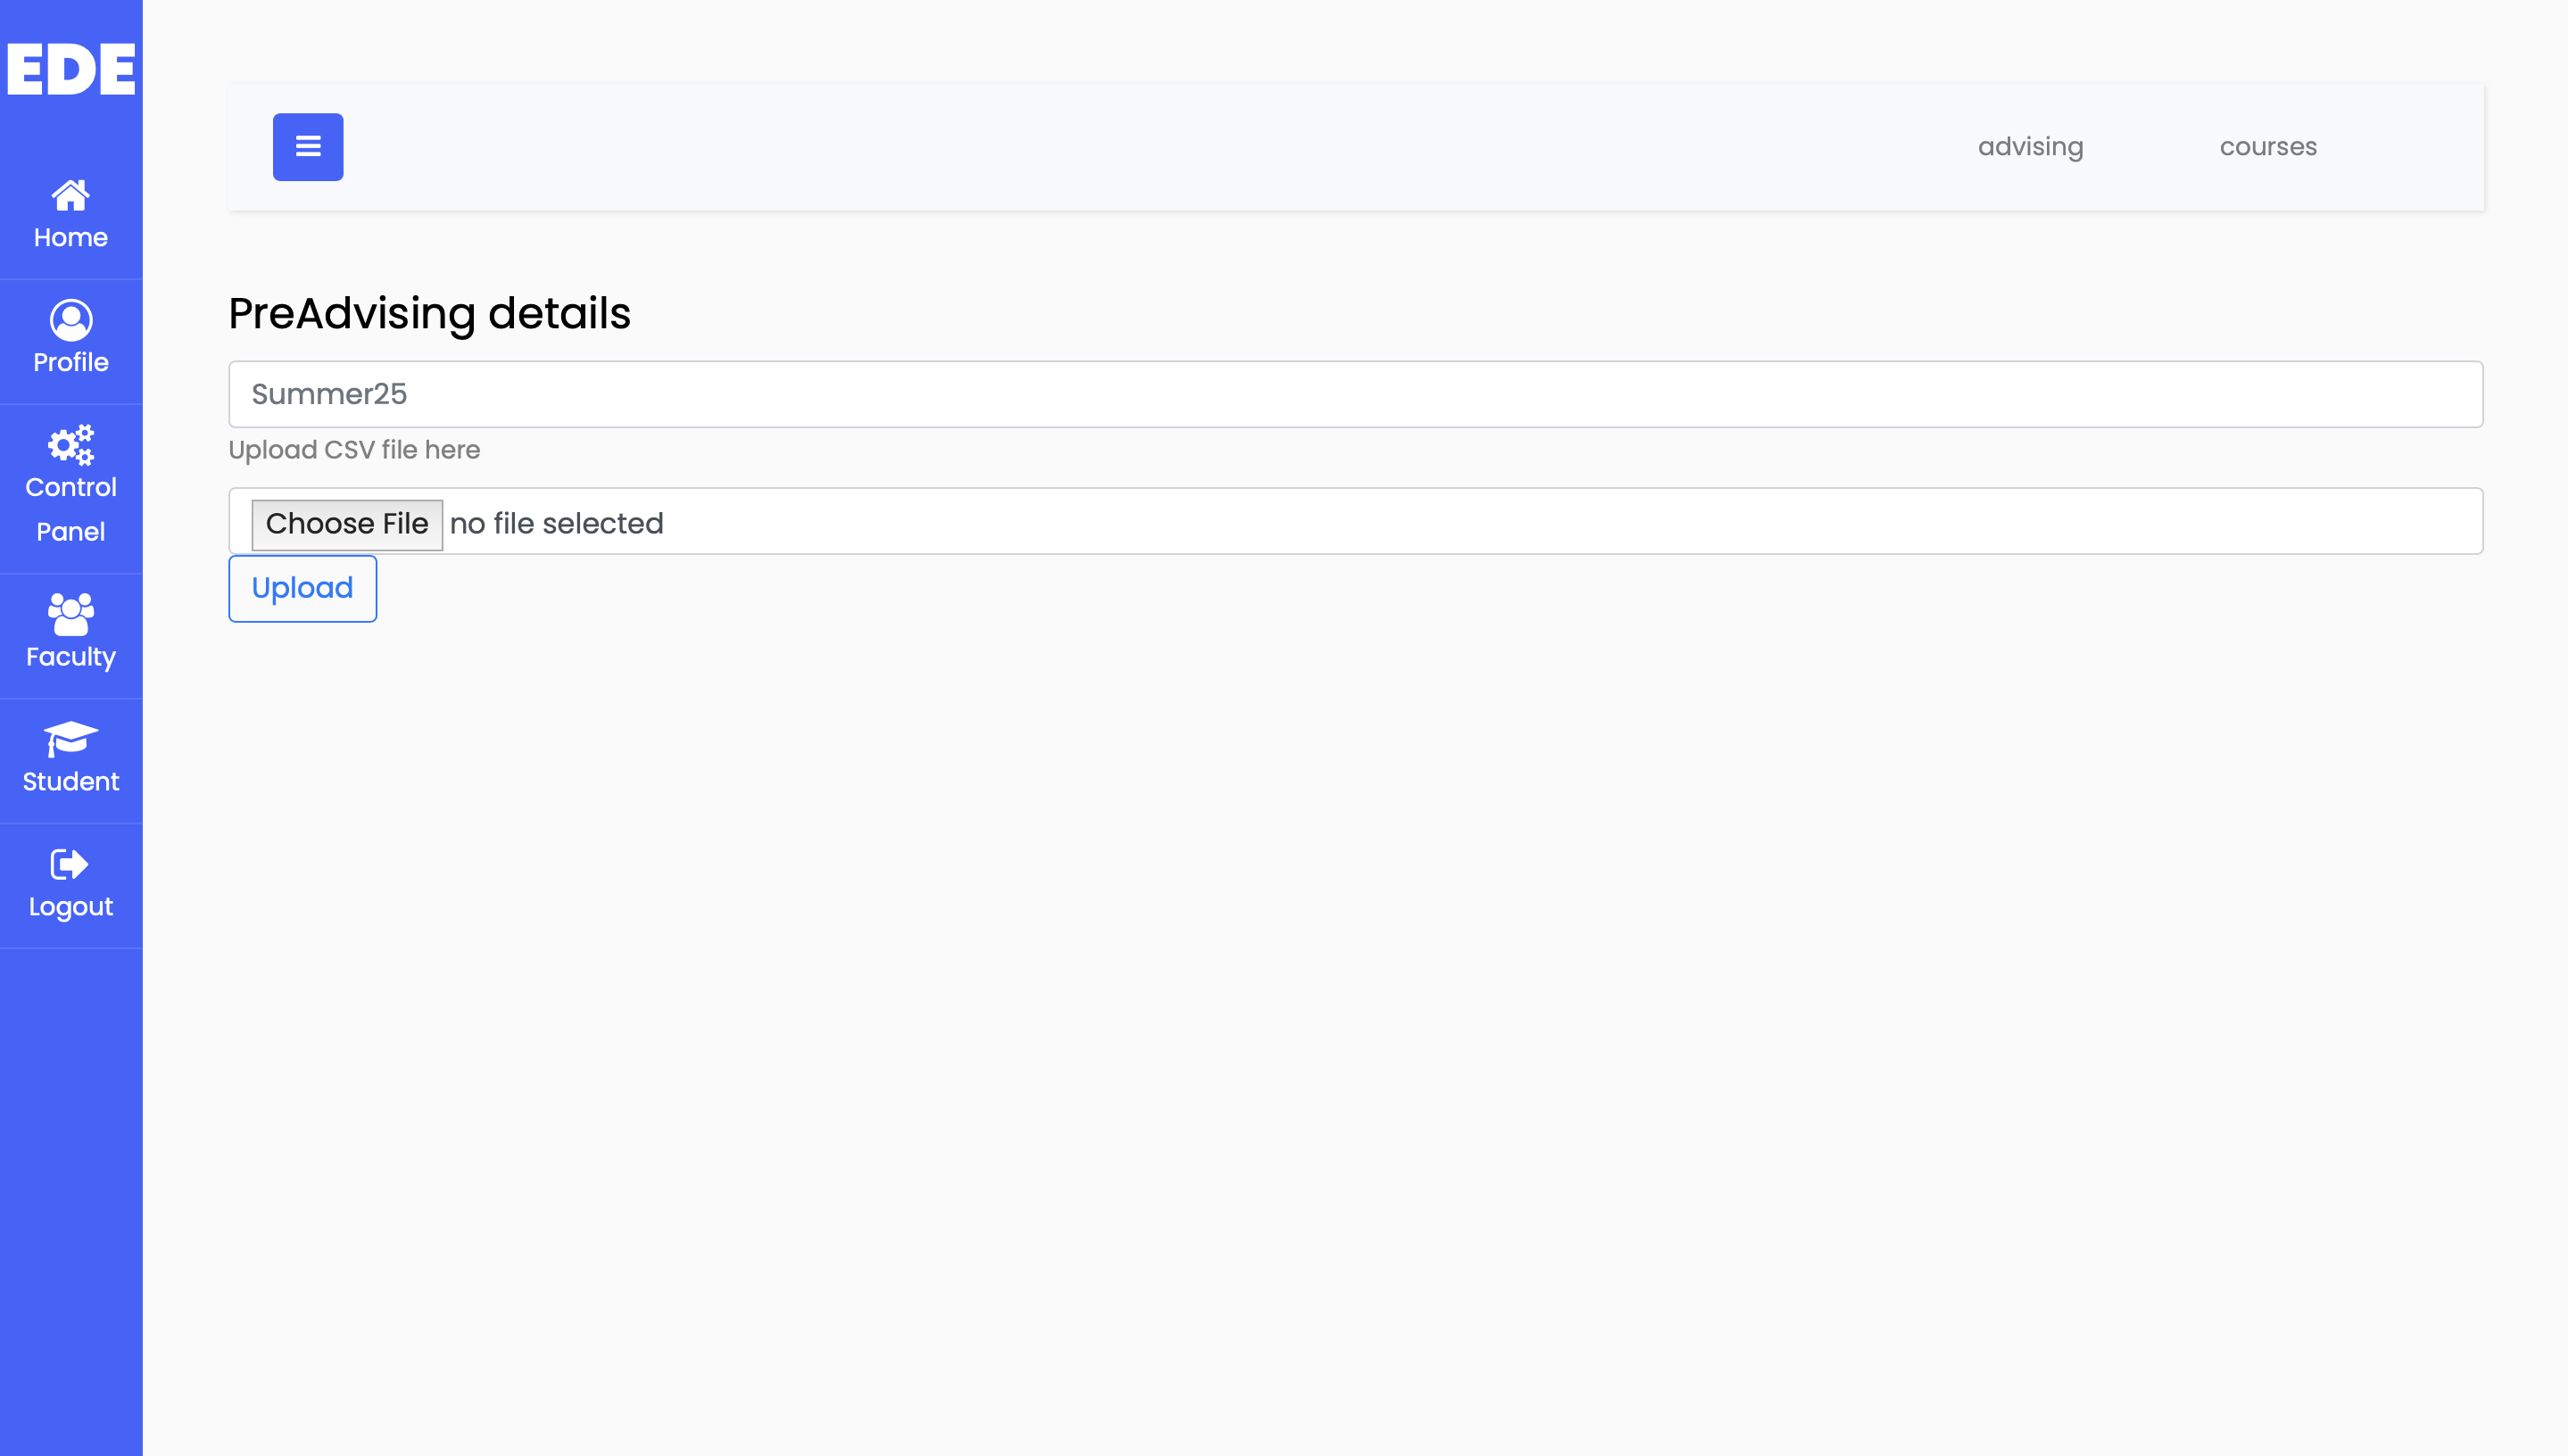 EDE
Home
Profile
Control
Panel
Faculty
Student
Logout
advising
courses
PreAdvising details
Summer25
Upload CSV file here
Choose File no file selected
Upload